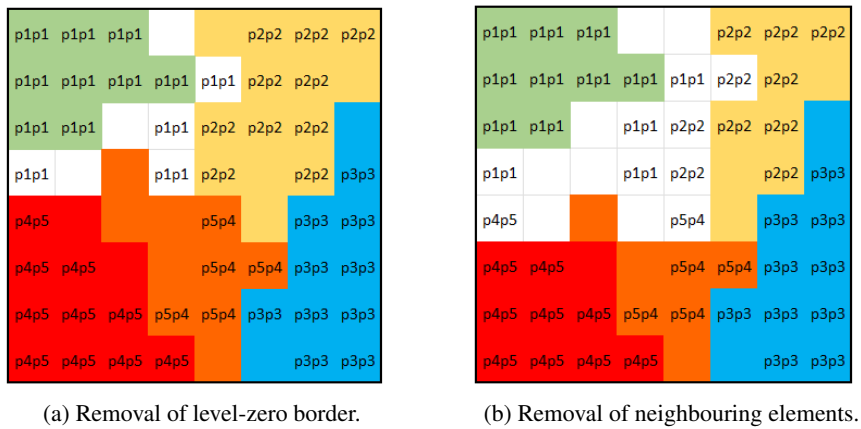 p1p1 p1p1 p1p1 p2p2 p2p2 p2p2
p1p1 p1p1 p1p1 p1p1 p1p1 p2p2 p2p2
p1p1 p1p1 p1p1 p2p2 p2p2 p2p2
p1p1 p1p1 p2p2 p2p2 p3p3
p4p5 p5p4 p3p3 p3p3
p4p5 p4p5 p5p4 p5p4 p3p3 p3p3
p4p5 p4p5 p4p5 p5p4 p5p4 p3p3 p3p3 p3p3
p4p5 p4p5 p4p5 p4p5 p3p3 p3p3
(a) Removal of level-zero border.
p1p1 p1p1 p1p1 p2p2 p2p2 p2p2
p1p1 p1p1 p1p1 p1p1 p1p1 p2p2 p2p2
p1p1 p1p1 p1p1 p2p2 p2p2 p2p2
p1p1 p1p1 p2p2 p2p2 p3p3
p4p5 p5p4 p3p3 p3p3
p4p5 p4p5 p5p4 p5p4 p3p3 p3p3
p4p5 p4p5 p4p5 p5p4 p5p4 p3p3 p3p3 p3p3
p4p5 p4p5 p4p5 p4p5 p3p3 p3p3
(b) Removal of neighbouring elements.